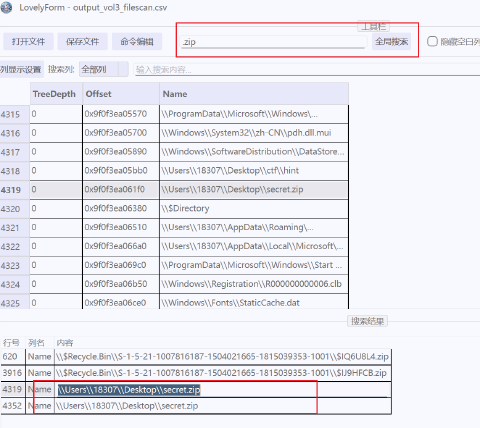 LovelyForm - output_vol3_filescan.csv
工具栏
打开文件 保存文件 命令编辑 .zip 全局搜索 隐藏空白列
列显示设置 搜索列: 全部列 输入搜索内容...
TreeDepth Offset Name
4315 0 0x9f0f3ea05570 \\ProgramData\\Microsoft\\Windows\...
4316 0 0x9f0f3ea05700 \\Windows\\System32\\zh-CN\\pdh.dll.mui
4317 0 0x9f0f3ea05890 \\Windows\\SoftwareDistribution\\DataStore...
4318 0 0x9f0f3ea05bb0 \\Users\\18307\\Desktop\\ctf\\hint
4319 0 0x9f0f3ea061f0 \\Users\\18307\\Desktop\\secret.zip
4320 0 0x9f0f3ea06380 \\$Directory
4321 0 0x9f0f3ea06510 \\Users\\18307\\AppData\\Roaming\...
4322 0 0x9f0f3ea066a0 \\Users\\18307\\AppData\\Local\\Microsoft\...
4323 0 0x9f0f3ea069c0 \\ProgramData\\Microsoft\\Windows\\Start ...
4324 0 0x9f0f3ea06b50 \\Windows\\Registration\\R000000000006.clb
4325 0 0x9f0f3ea06ce0 \\Windows\\Fonts\\StaticCache.dat
搜索结果
行号 列名 内容
620 Name \\$Recycle.Bin\\S-1-5-21-1007816187-1504021665-1815039353-1001\\$IQ6U8L4.zip
3916 Name \\$Recycle.Bin\\S-1-5-21-1007816187-1504021665-1815039353-1001\\$IJ9HFCB.zip
4319 Name \\Users\\18307\\Desktop\\secret.zip
4352 Name \\Users\\18307\\Desktop\\secret.zip